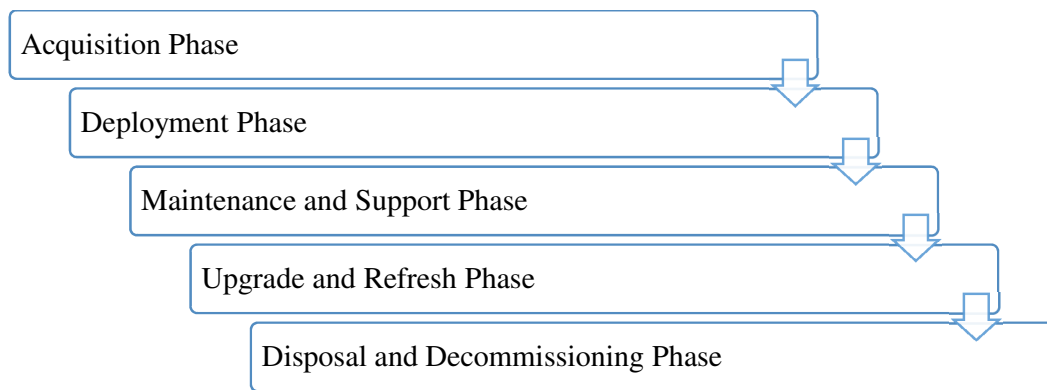 Acquisition Phase
Deployment Phase
Maintenance and Support Phase
Upgrade and Refresh Phase
Disposal and Decommissioning Phase